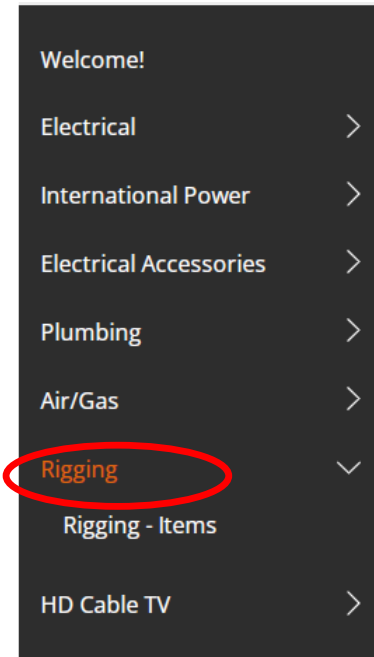 Welcome!
Electrical
International Power
Electrical Accessories
Plumbing
Air/Gas
Rigging
Rigging - Items
HD Cable TV